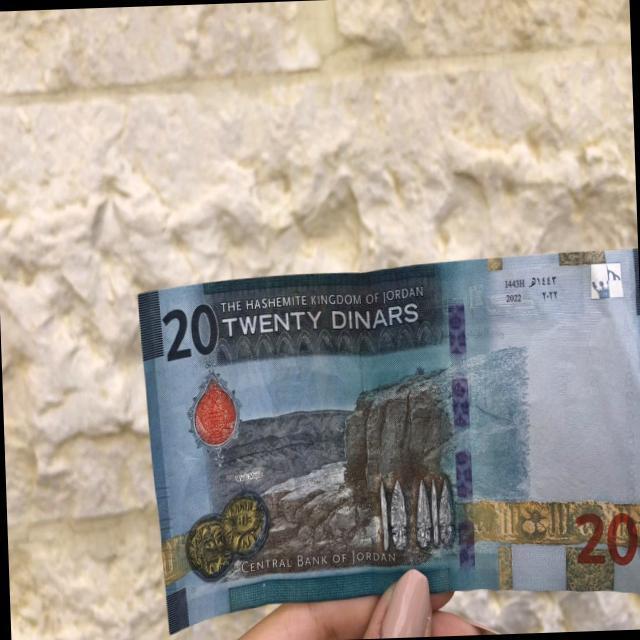 THE HASHEMITE KINGDOM OF JORDAN
20 TWENTY DINARS
1443H ١٤٤٣هـ
2022 ٢٠٢٢
CENTRAL BANK OF JORDAN
20